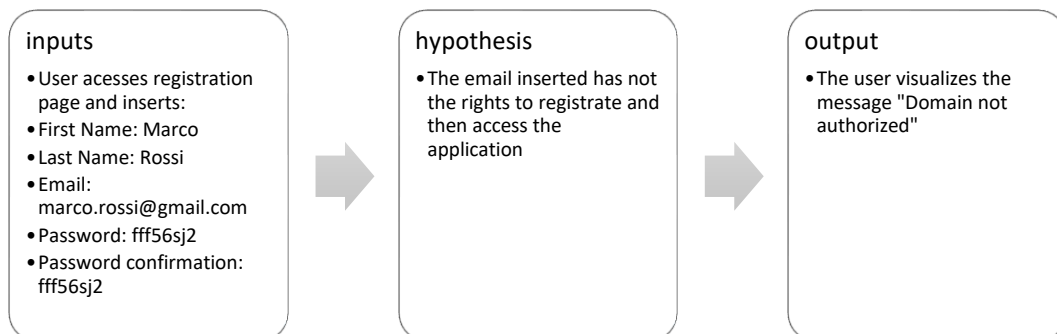 inputs
•User acesses registration
page and inserts:
•First Name: Marco
•Last Name: Rossi
•Email:
marco.rossi@gmail.com
•Password: fff56sj2
•Password confirmation:
fff56sj2
hypothesis
•The email inserted has not
the rights to registrate and
then access the
application
output
•The user visualizes the
message "Domain not
authorized"